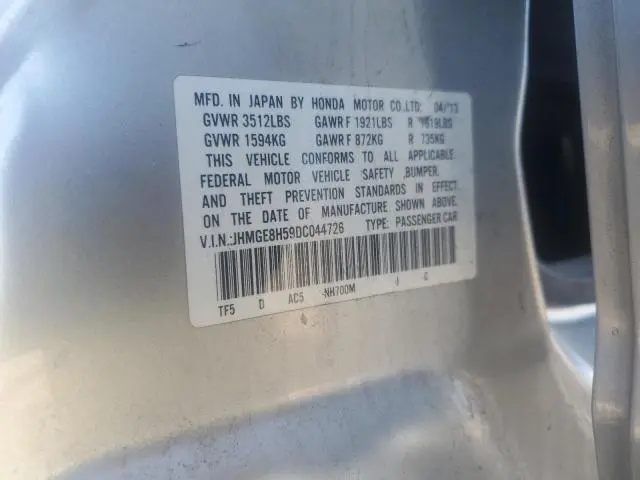 MFD. IN JAPAN BY HONDA MOTOR CO.,LTD: 04/13
GVWR 3512LBS GAWR F 1921LBS R 1619LBS
GVWR 1594KG GAWR F 872KG R 735KG
THIS VEHICLE CONFORMS TO ALL APPLICABLE
FEDERAL MOTOR VEHICLE SAFETY ,BUMPER,
AND THEFT PREVENTION STANDARDS IN EFFECT
ON THE DATE OF MANUFACTURE SHOWN ABOVE.
V.I.N.:JHMGE8H59DC044726 TYPE: PASSENGER CAR
TF5 D AC5 NH700M J C